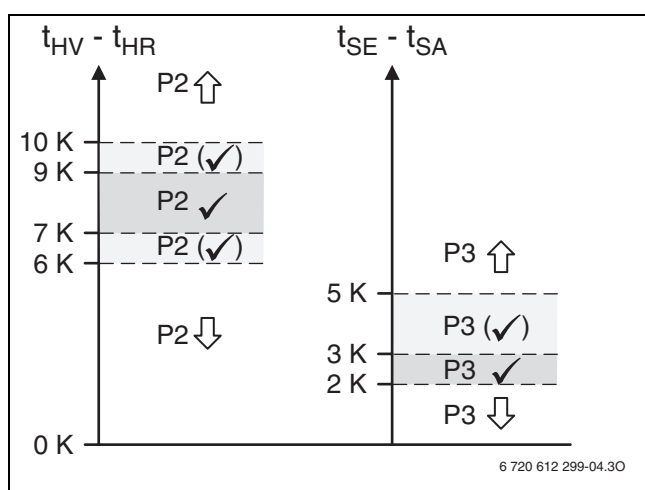 tHV - tHR
tSE - tSA
P2
10 K
P2 (✓)
9 K
P2 ✓
7 K
P2 (✓)
6 K
P3
5 K
P2
P3 (✓)
3 K
P3 ✓
2 K
P3
0 K
6 720 612 299-04.3O